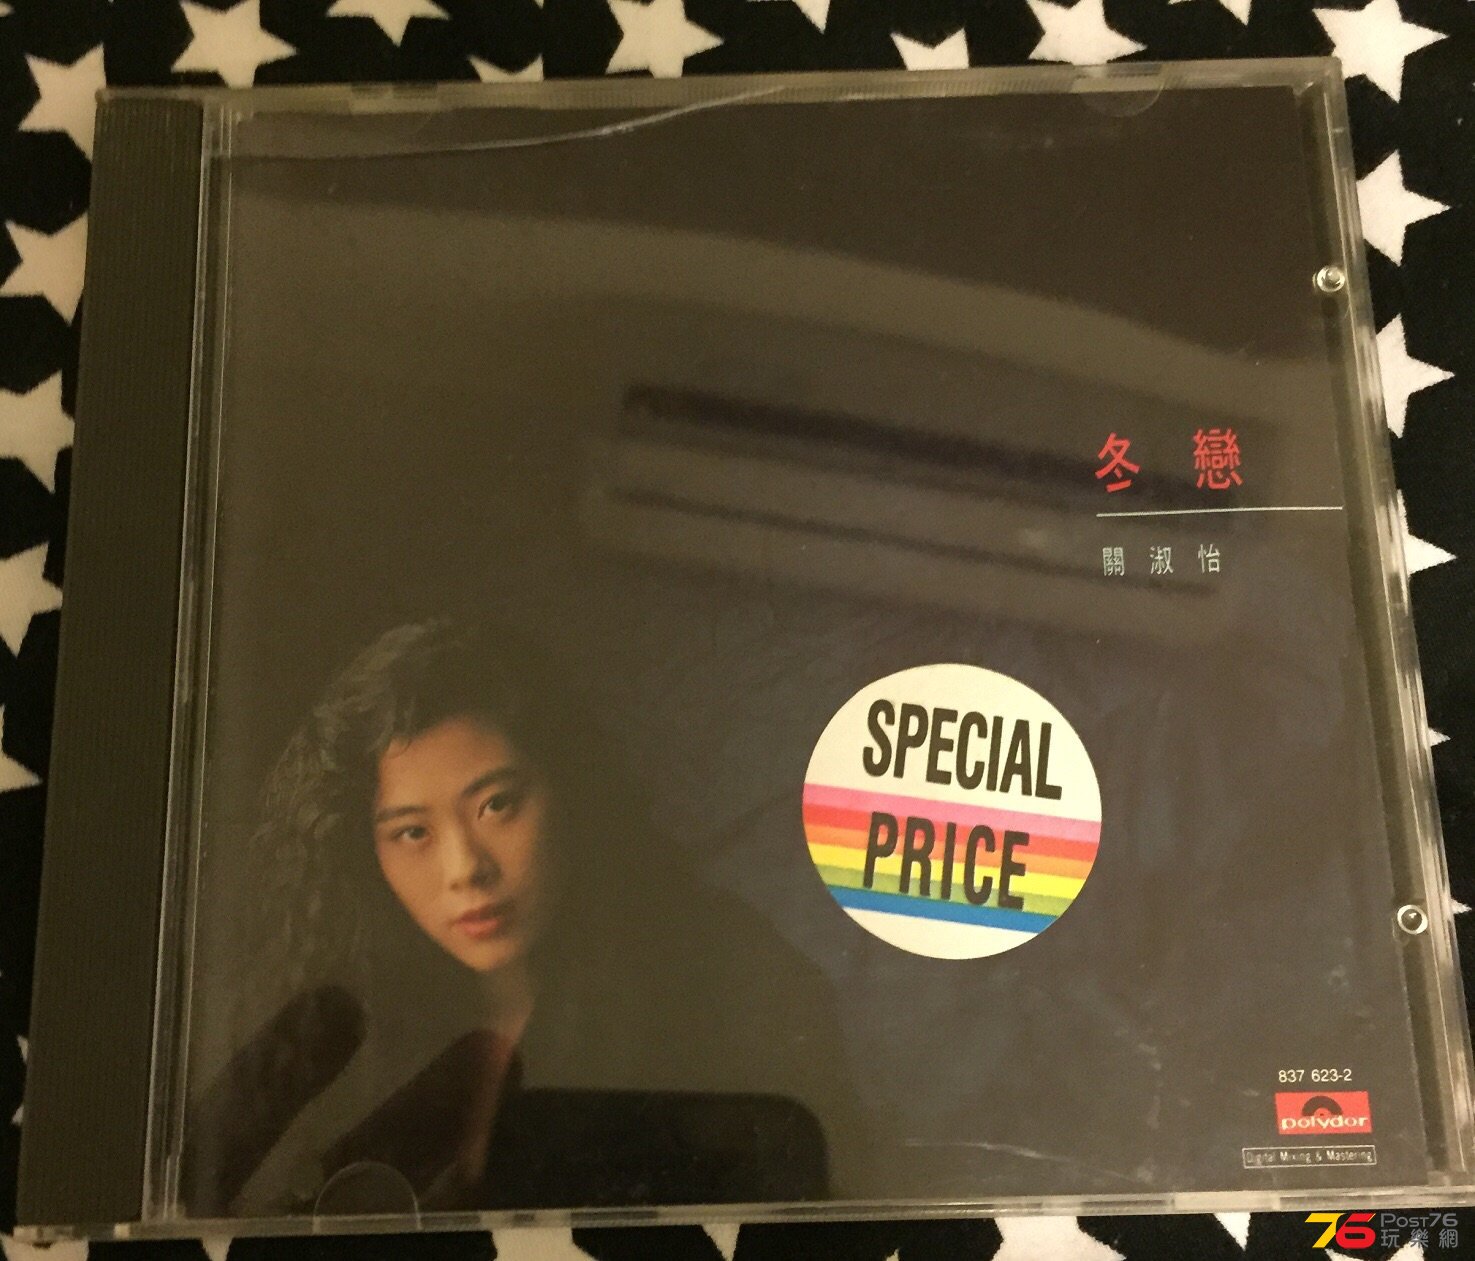 冬戀
關淑怡
SPECIAL
PRICE
837 623-2
polydor
Digital Mixing & Mastering
76 POST76
玩樂網